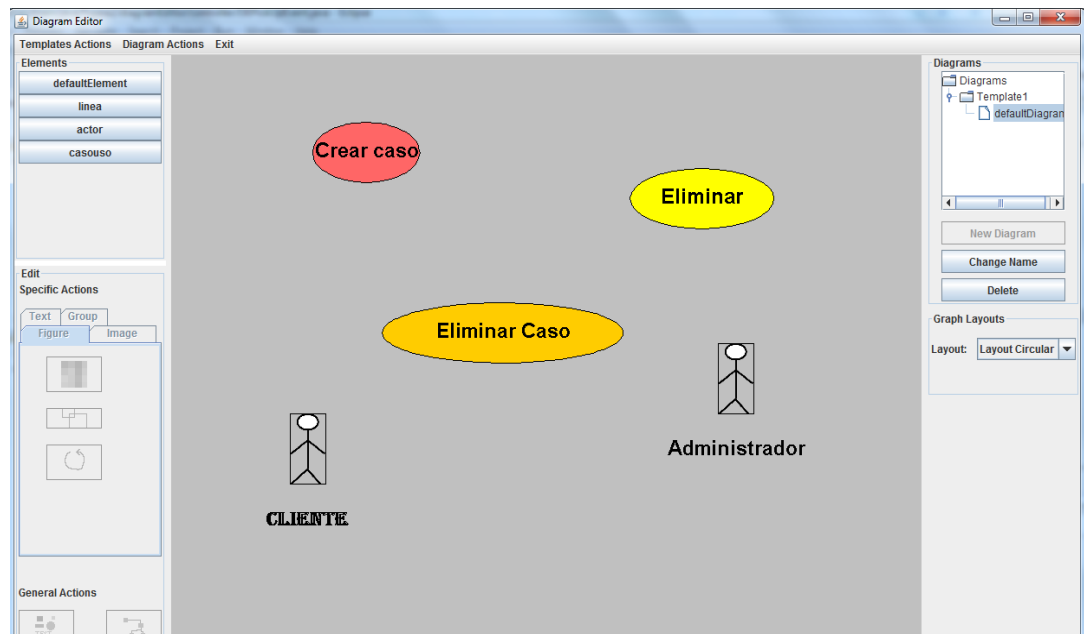 Diagram Editor
Templates Actions Diagram Actions Exit
Elements
defaultElement
linea
actor
casouso
Edit
Specific Actions
Text Group
Figure Image
General Actions
Crear caso
Eliminar
Eliminar Caso
Administrador
CLIENTE
Diagrams
Diagrams
Template1
defaultDiagran
New Diagram
Change Name
Delete
Graph Layouts
Layout: Layout Circular